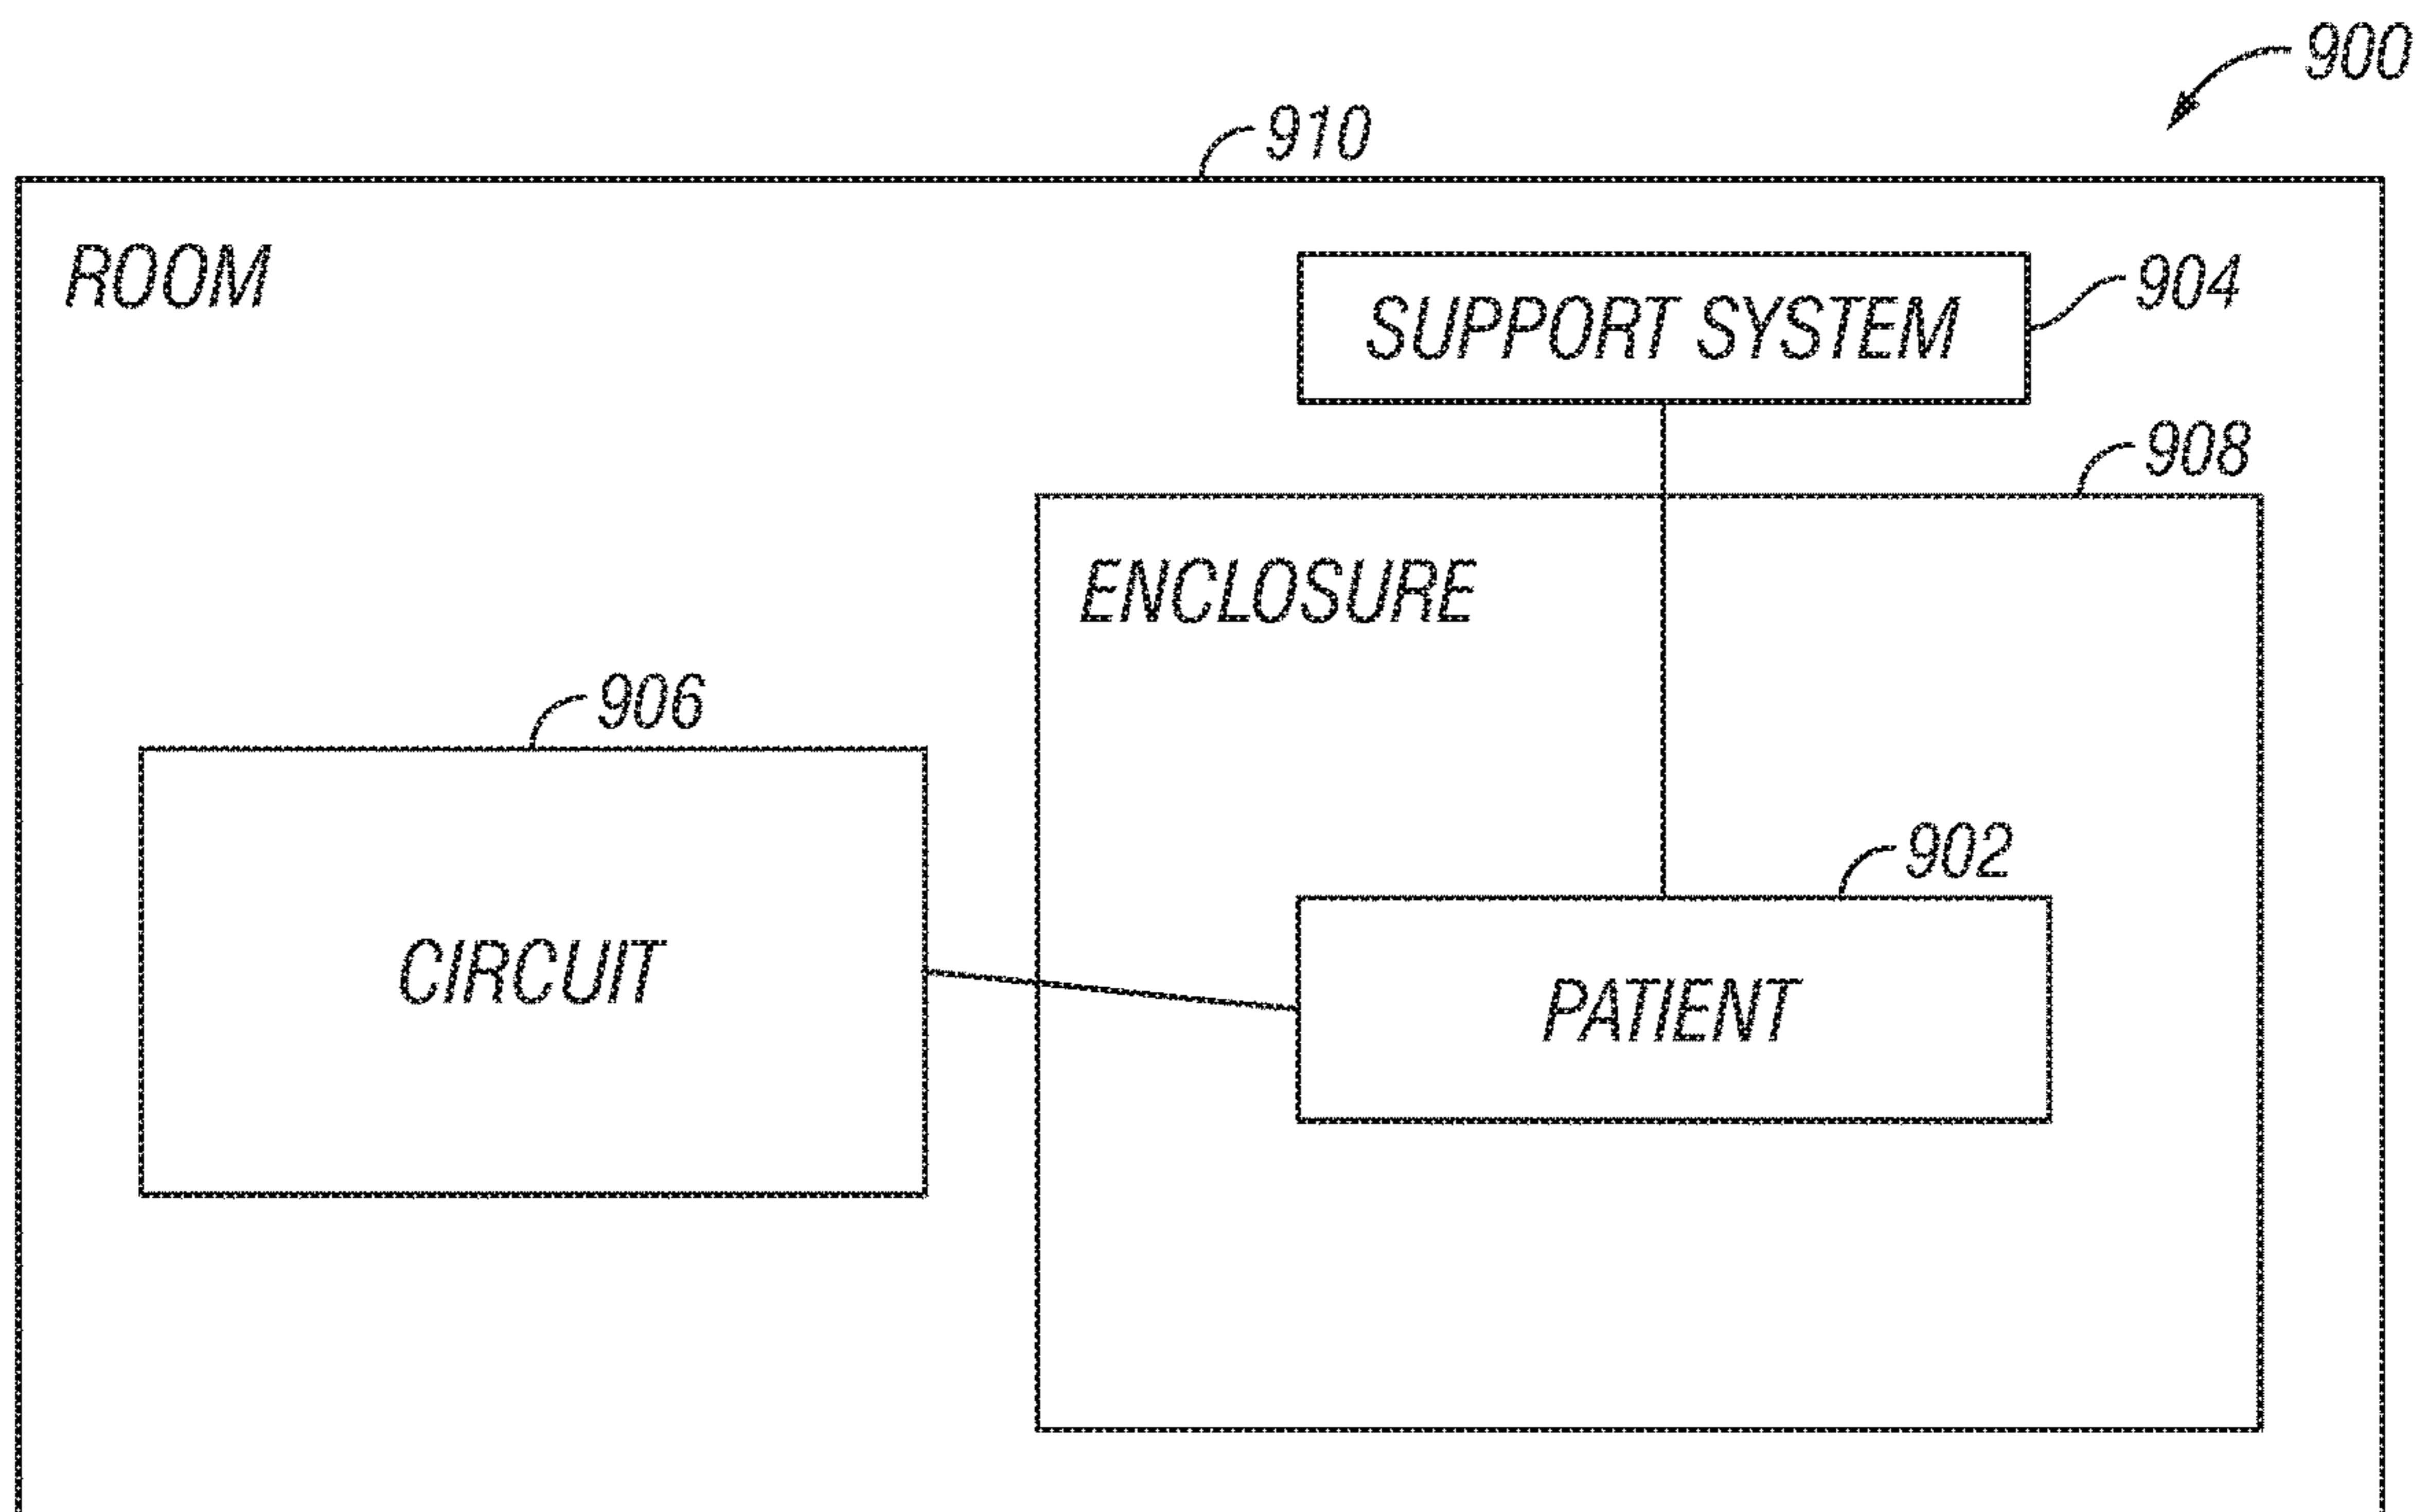 900
910
ROOM
SUPPORT SYSTEM
904
908
ENCLOSURE
906
902
CIRCUIT
PATIENT